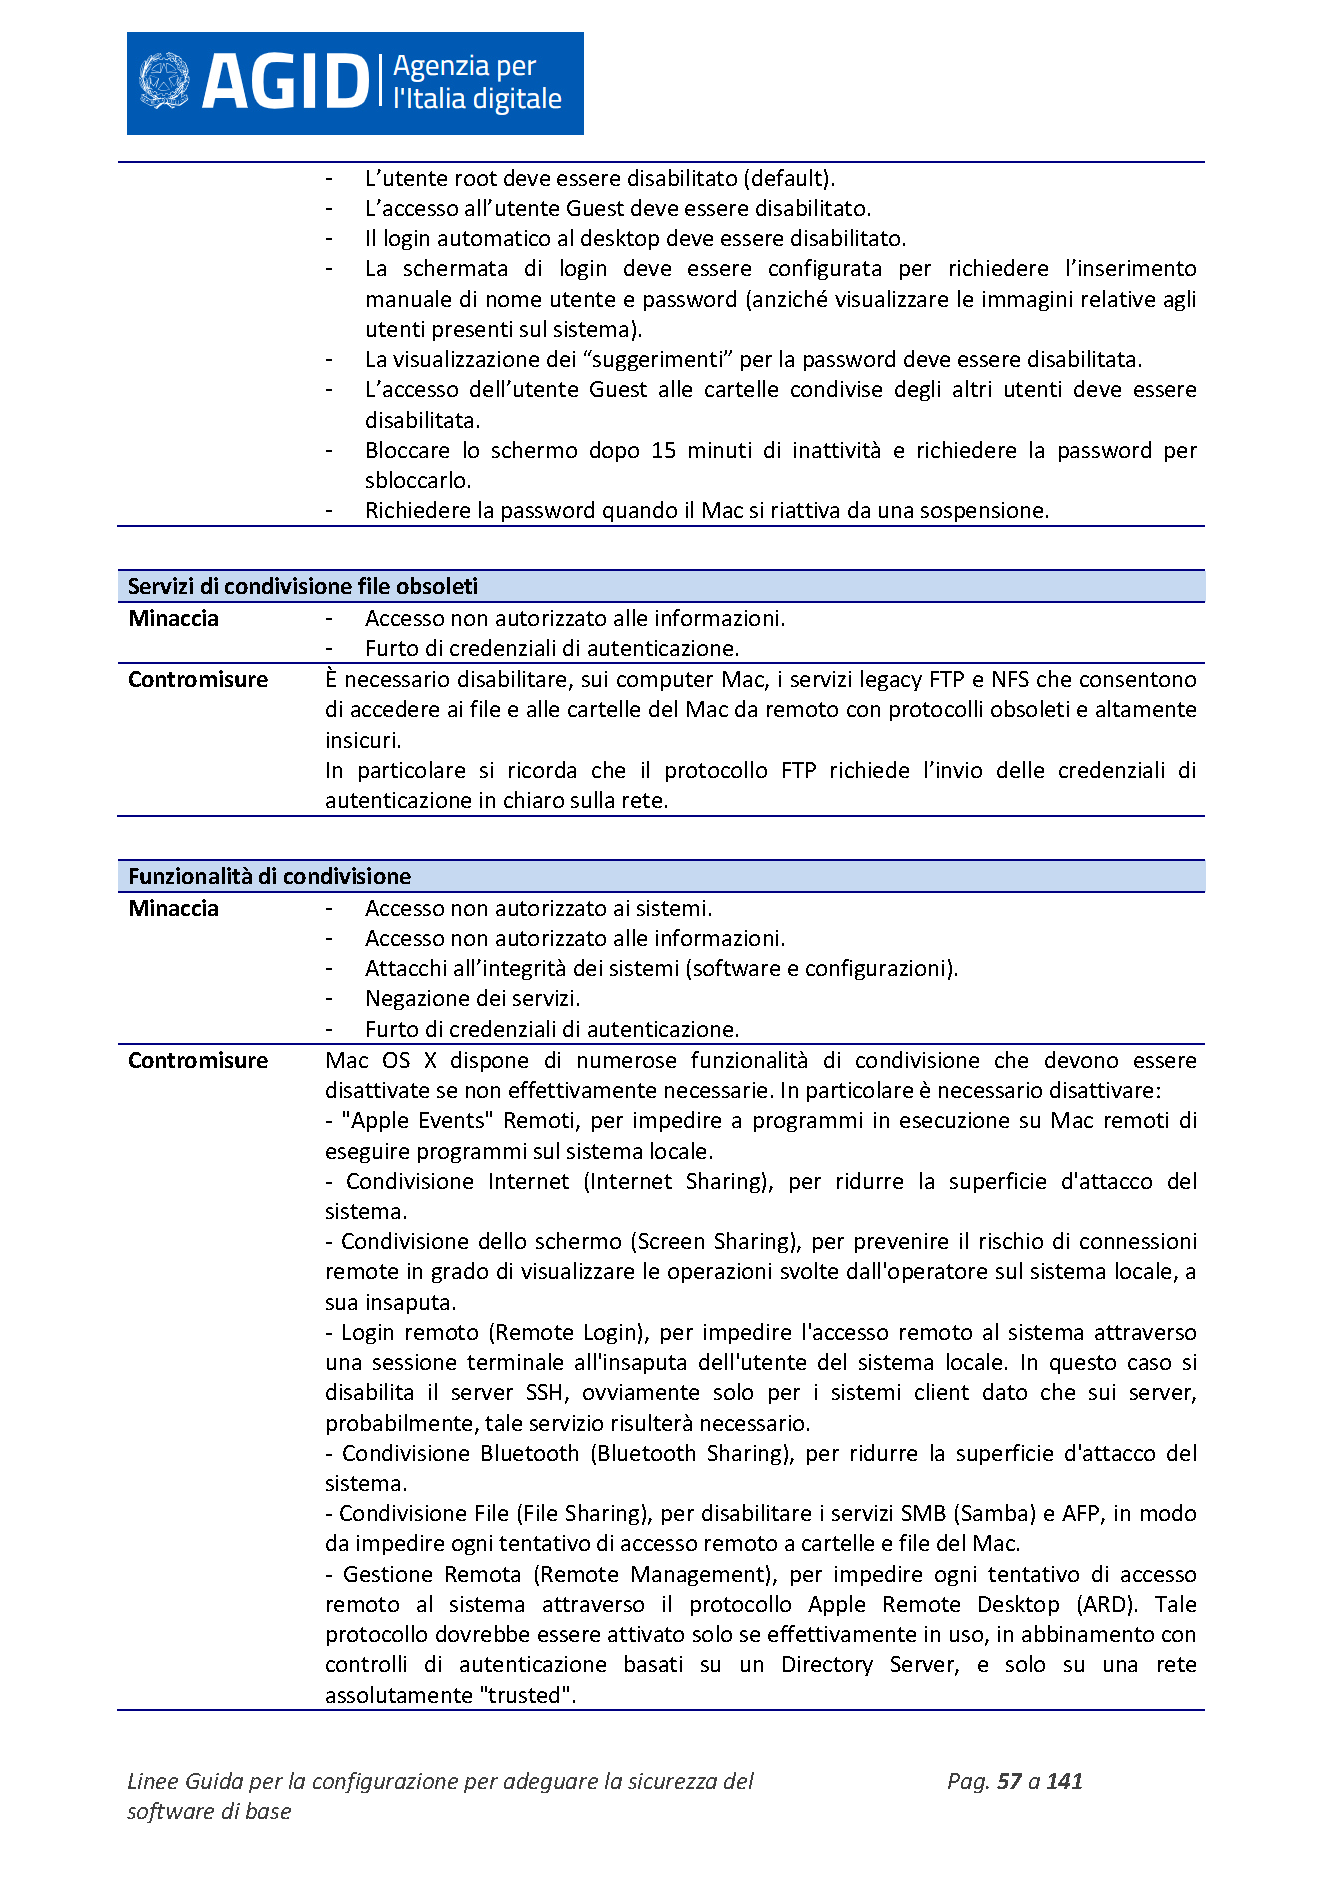 AGID Agenzia per
l'Italia digitale
- L’utente root deve essere disabilitato (default).
- L’accesso all’utente Guest deve essere disabilitato.
- Il login automatico al desktop deve essere disabilitato.
- La schermata di login deve essere configurata per richiedere l’inserimento
manuale di nome utente e password (anziché visualizzare le immagini relative agli
utenti presenti sul sistema).
- La visualizzazione dei “suggerimenti” per la password deve essere disabilitata.
- L’accesso dell’utente Guest alle cartelle condivise degli altri utenti deve essere
disabilitata.
- Bloccare lo schermo dopo 15 minuti di inattività e richiedere la password per
sbloccarlo.
- Richiedere la password quando il Mac si riattiva da una sospensione.
Servizi di condivisione file obsoleti
Minaccia - Accesso non autorizzato alle informazioni.
- Furto di credenziali di autenticazione.
Contromisure È necessario disabilitare, sui computer Mac, i servizi legacy FTP e NFS che consentono
di accedere ai file e alle cartelle del Mac da remoto con protocolli obsoleti e altamente
insicuri.
In particolare si ricorda che il protocollo FTP richiede l’invio delle credenziali di
autenticazione in chiaro sulla rete.
Funzionalità di condivisione
Minaccia - Accesso non autorizzato ai sistemi.
- Accesso non autorizzato alle informazioni.
- Attacchi all’integrità dei sistemi (software e configurazioni).
- Negazione dei servizi.
- Furto di credenziali di autenticazione.
Contromisure Mac OS X dispone di numerose funzionalità di condivisione che devono essere
disattivate se non effettivamente necessarie. In particolare è necessario disattivare:
- "Apple Events" Remoti, per impedire a programmi in esecuzione su Mac remoti di
eseguire programmi sul sistema locale.
- Condivisione Internet (Internet Sharing), per ridurre la superficie d'attacco del
sistema.
- Condivisione dello schermo (Screen Sharing), per prevenire il rischio di connessioni
remote in grado di visualizzare le operazioni svolte dall'operatore sul sistema locale, a
sua insaputa.
- Login remoto (Remote Login), per impedire l'accesso remoto al sistema attraverso
una sessione terminale all'insaputa dell'utente del sistema locale. In questo caso si
disabilita il server SSH, ovviamente solo per i sistemi client dato che sui server,
probabilmente, tale servizio risulterà necessario.
- Condivisione Bluetooth (Bluetooth Sharing), per ridurre la superficie d'attacco del
sistema.
- Condivisione File (File Sharing), per disabilitare i servizi SMB (Samba) e AFP, in modo
da impedire ogni tentativo di accesso remoto a cartelle e file del Mac.
- Gestione Remota (Remote Management), per impedire ogni tentativo di accesso
remoto al sistema attraverso il protocollo Apple Remote Desktop (ARD). Tale
protocollo dovrebbe essere attivato solo se effettivamente in uso, in abbinamento con
controlli di autenticazione basati su un Directory Server, e solo su una rete
assolutamente "trusted".
Linee Guida per la configurazione per adeguare la sicurezza del Pag. 57 a 141
software di base